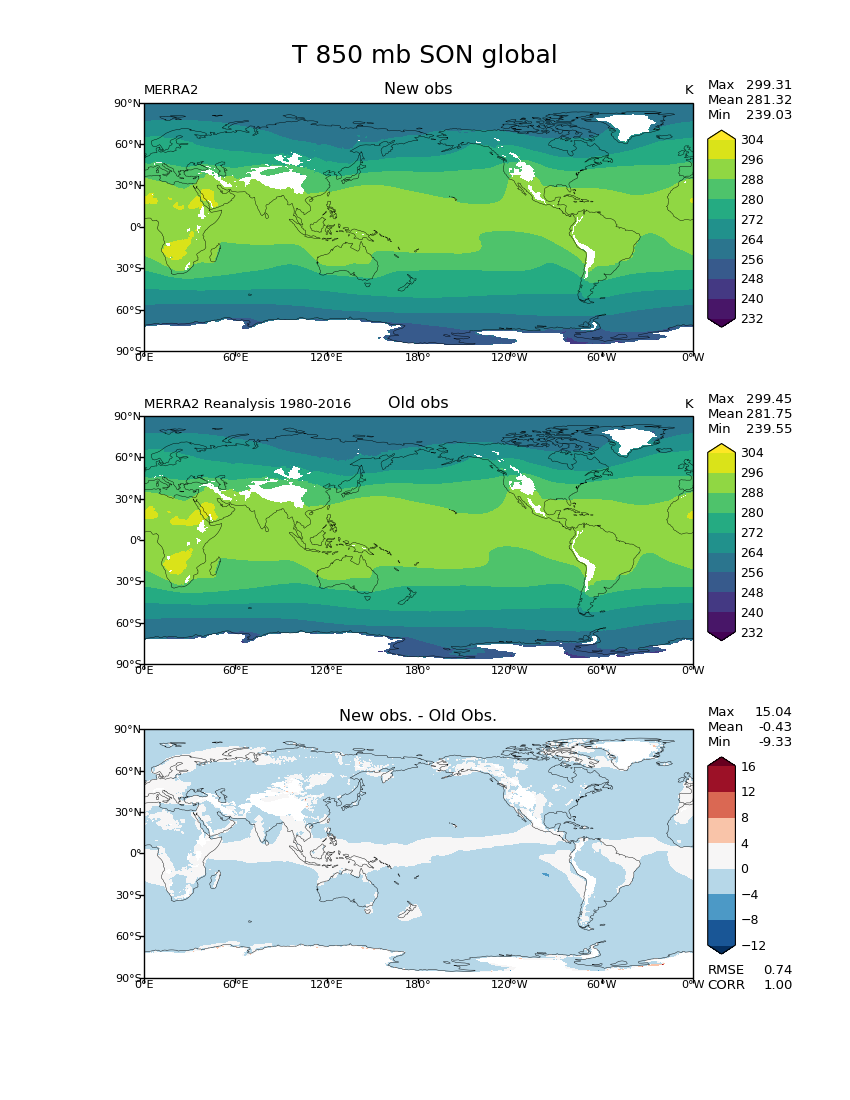 T 850 mb SON global
MERRA2 New obs K
Max 299.31
Mean 281.32
Min 239.03
90°N
60°N
30°N
0°
30°S
60°S
90°S
0°E 60°E 120°E 180° 120°W 60°W 0°W
304
296
288
280
272
264
256
248
240
232
MERRA2 Reanalysis 1980-2016 Old obs K
Max 299.45
Mean 281.75
Min 239.55
90°N
60°N
30°N
0°
30°S
60°S
90°S
0°E 60°E 120°E 180° 120°W 60°W 0°W
304
296
288
280
272
264
256
248
240
232
New obs. - Old Obs.
Max 15.04
Mean -0.43
Min -9.33
90°N
60°N
30°N
0°
30°S
60°S
90°S
0°E 60°E 120°E 180° 120°W 60°W 0°W
16
12
8
4
0
−4
−8
−12
RMSE 0.74
CORR 1.00